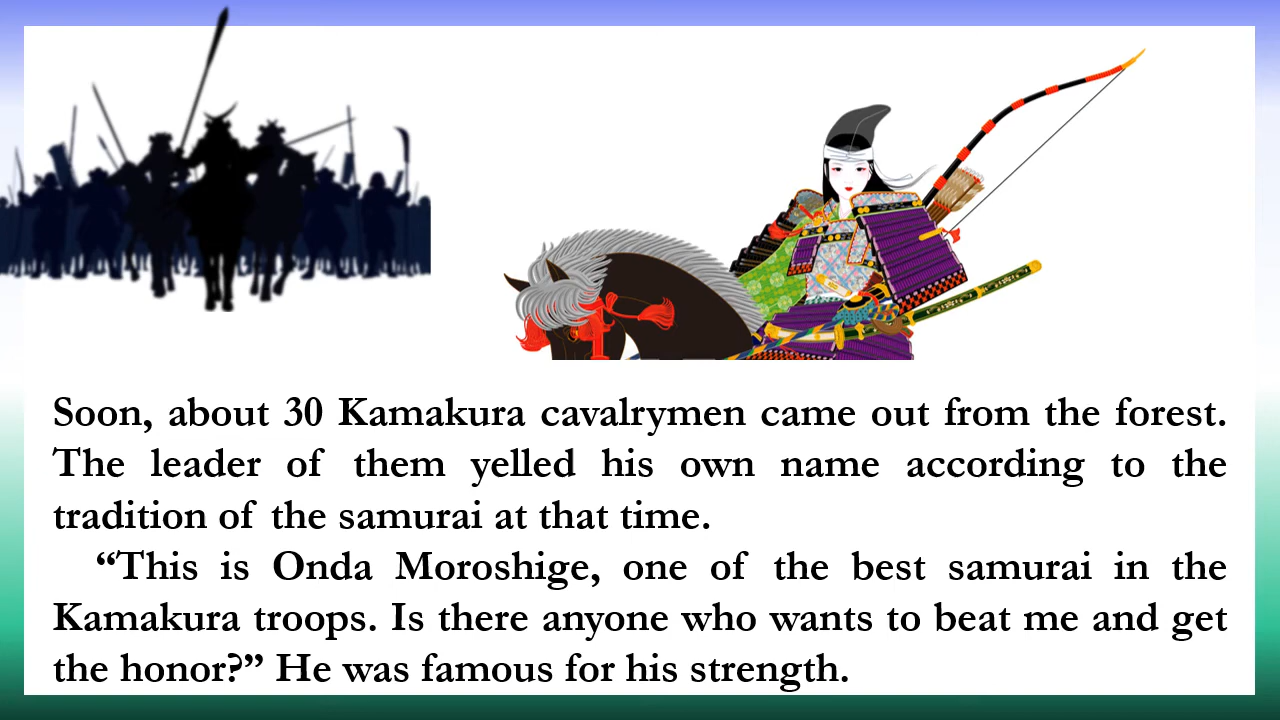 Soon, about 30 Kamakura cavalrymen came out from the forest.
The leader of them yelled his own name according to the
tradition of the samurai at that time.
“This is Onda Moroshige, one of the best samurai in the
Kamakura troops. Is there anyone who wants to beat me and get
the honor?” He was famous for his strength.